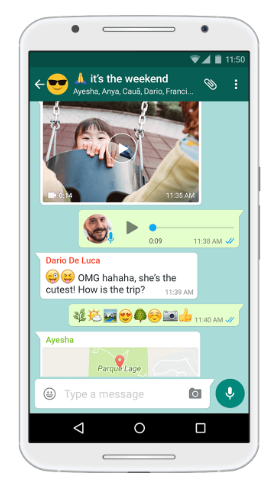 11:50
🙏 it's the weekend
Ayesha, Anya, Cauã, Dario, Franci...
0:14
11:35 AM
0:09
11:38 AM
Dario De Luca
😜😆 OMG hahaha, she's the
cutest! How is the trip?
11:39 AM
🌿🌤️🏞️😍🌳☺️📷👍
11:40 AM
Ayesha
Parque Lage
Type a message